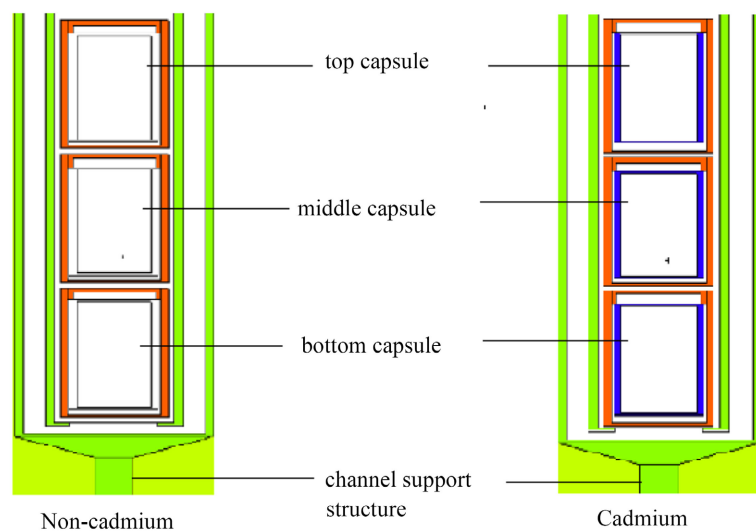 top capsule
middle capsule
bottom capsule
channel support
structure
Non-cadmium
Cadmium